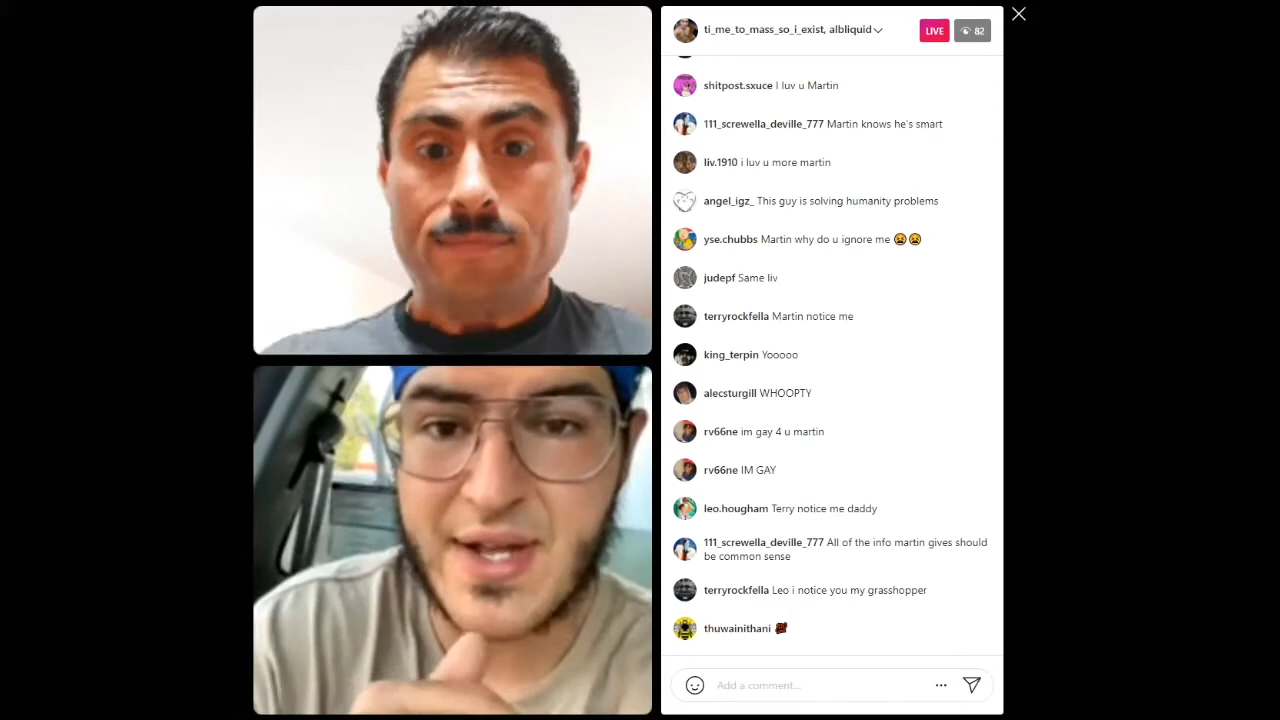 ti_me_to_mass_so_i_exist, albliquid
LIVE
82
shitpost.sxuce I luv u Martin
111_screwella_deville_777 Martin knows he's smart
liv.1910 i luv u more martin
angel_igz_ This guy is solving humanity problems
yse.chubbs Martin why do u ignore me 😫😫
judepf Same liv
terryrockfella Martin notice me
king_terpin Yooooo
alecsturgill WHOOPTY
rv66ne im gay 4 u martin
rv66ne IM GAY
leo.hougham Terry notice me daddy
111_screwella_deville_777 All of the info martin gives should
be common sense
terryrockfella Leo i notice you my grasshopper
thuwainithani
Add a comment...